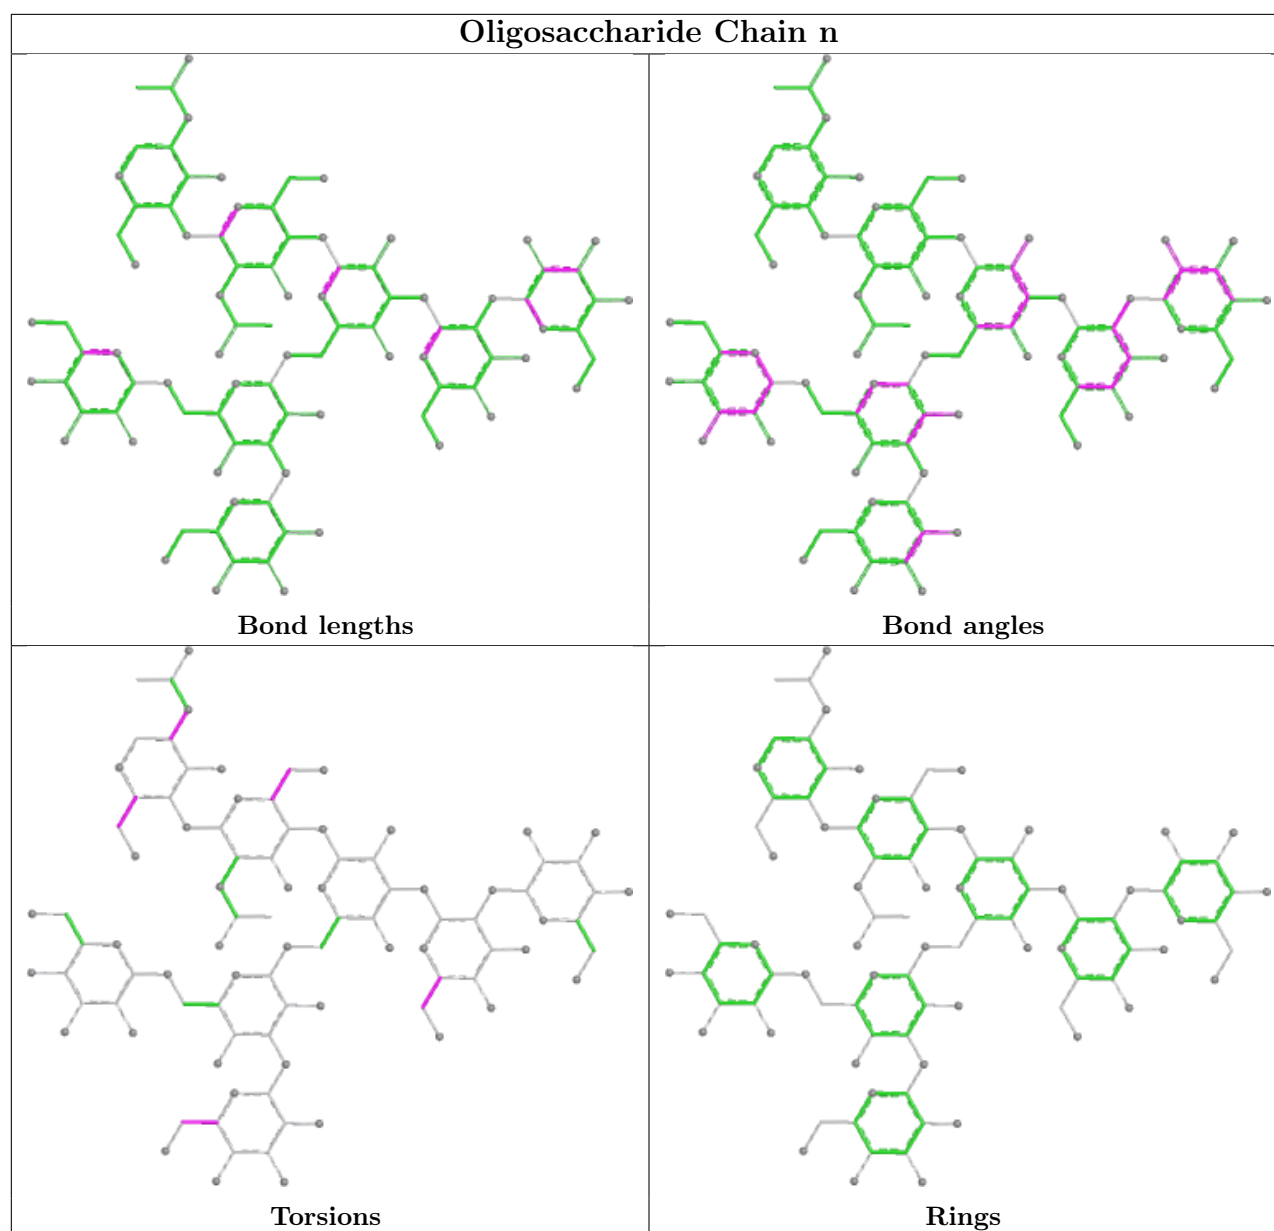 Oligosaccharide Chain n
Bond lengths
Bond angles
Torsions
Rings